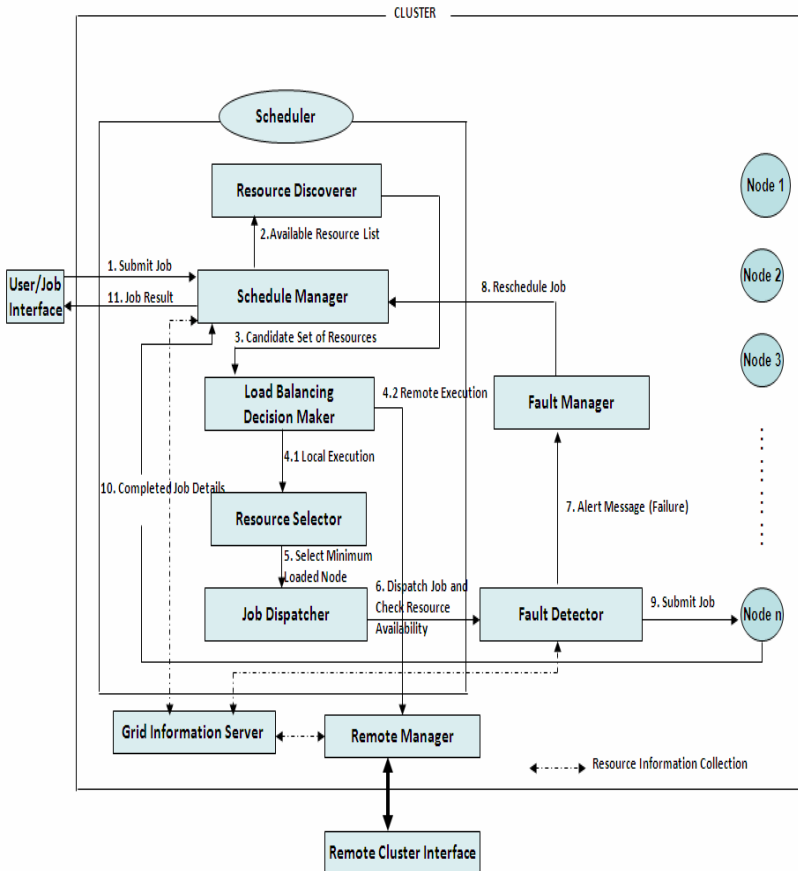 CLUSTER
Scheduler
Resource Discoverer
Node 1
2.Available Resource List
1. Submit Job
User/Job
Interface
11. Job Result
Schedule Manager
8. Reschedule Job
Node 2
3. Candidate Set of Resources
Node 3
Load Balancing
Decision Maker
4.2 Remote Execution
Fault Manager
4.1 Local Execution
10. Completed Job Details
Resource Selector
7. Alert Message (Failure)
5. Select Minimum
Loaded Node
6. Dispatch Job and
Check Resource
Availability
Job Dispatcher
Fault Detector
9. Submit Job
Node n
Grid Information Server
Remote Manager
Resource Information Collection
Remote Cluster Interface